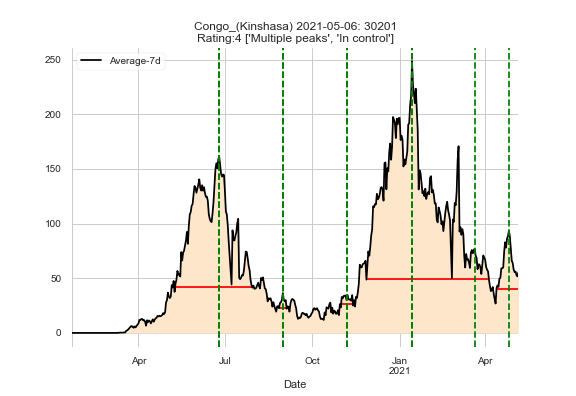 Congo_(Kinshasa) 2021-05-06: 30201
Rating:4 ['Multiple peaks', 'In control']
Average-7d
250
200
150
100
50
0
Apr
Jul
Oct
Jan
2021
Apr
Date